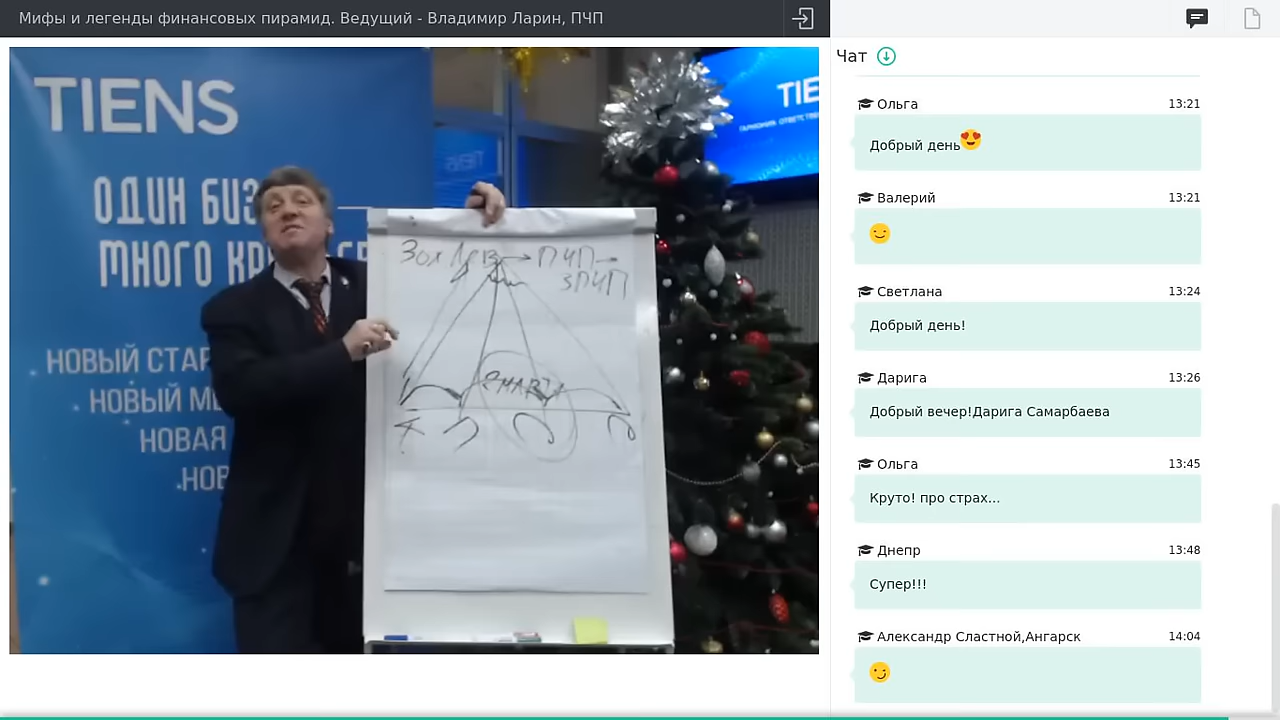 Мифы и легенды финансовых пирамид. Ведущий - Владимир Ларин, ПЧП
TIENS
ОДИН БИЗ
МНОГО КР
НОВЫЙ СТАР
НОВЫЙ М
НОВАЯ
НОВ
TIE
ПЧП
ЗПЧП
Чат
Ольга 13:21
Добрый день😍
Валерий 13:21
🙂
Светлана 13:24
Добрый день!
Дарига 13:26
Добрый вечер!Дарига Самарбаева
Ольга 13:45
Круто! про страх...
Днепр 13:48
Супер!!!
Александр Сластной,Ангарск 14:04
😉